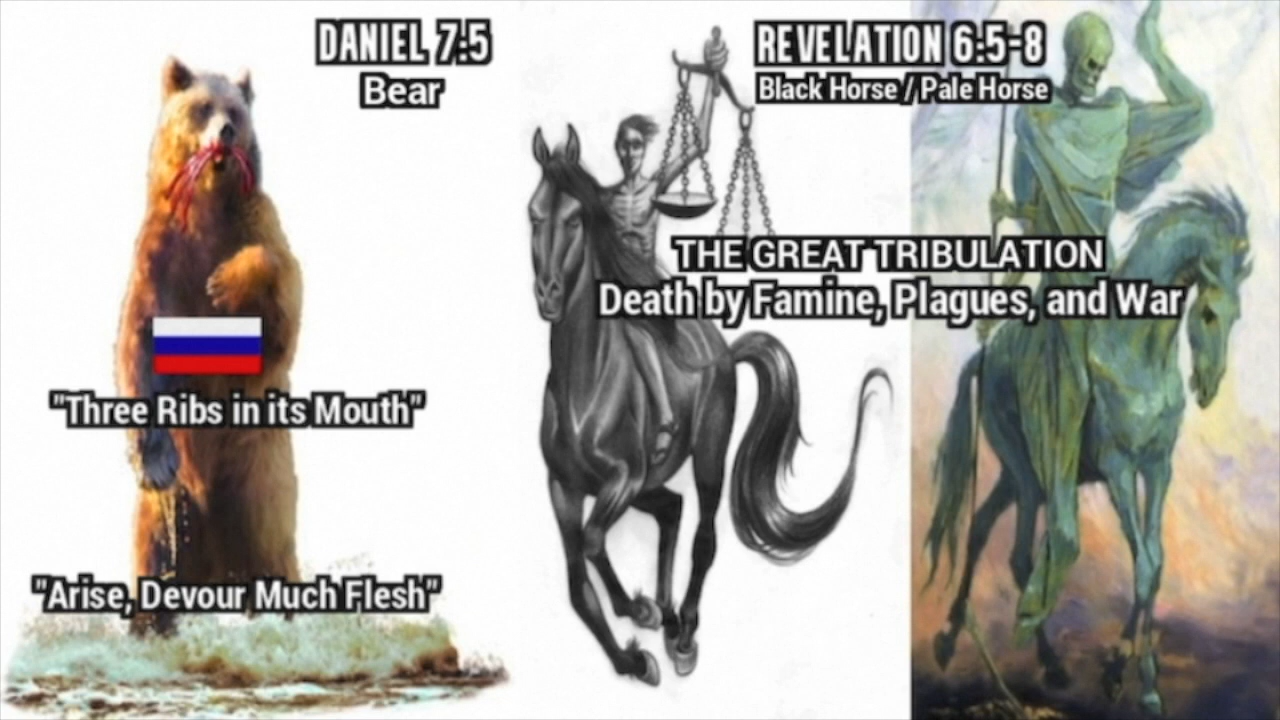 DANIEL 7:5
Bear
"Three Ribs in its Mouth"
"Arise, Devour Much Flesh"
REVELATION 6:5-8
Black Horse / Pale Horse
THE GREAT TRIBULATION
Death by Famine, Plagues, and War